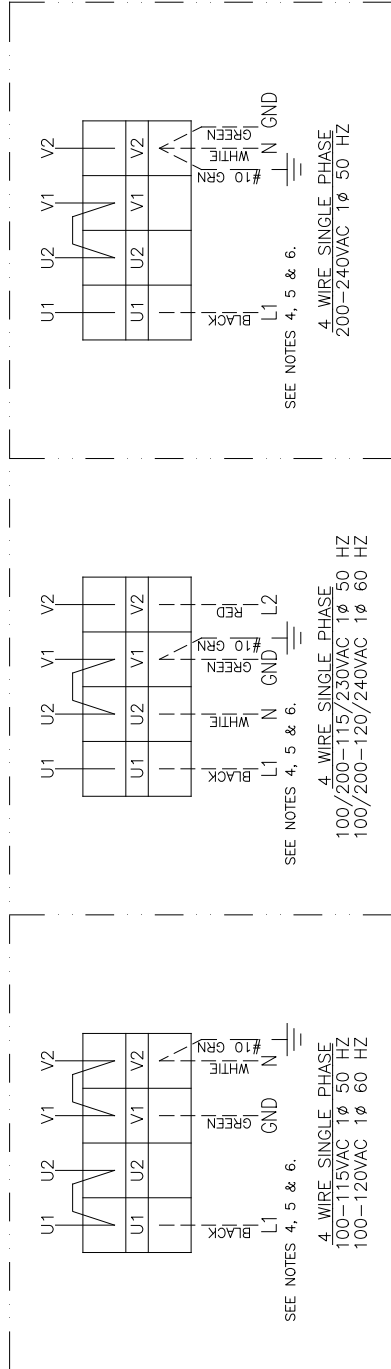 U1 U2 V1 V2
U1 U2 V1 V2
BLACK GREEN WHTIE #10 GRN
L1 GND N
SEE NOTES 4, 5 & 6.
4 WIRE SINGLE PHASE
100-115VAC 1ø 50 HZ
100-120VAC 1ø 60 HZ
U1 U2 V1 V2
U1 U2 V1 V2
BLACK WHTIE GREEN #10 GRN RED
L1 N GND L2
SEE NOTES 4, 5 & 6.
4 WIRE SINGLE PHASE
100/200-115/230VAC 1ø 50 HZ
100/200-120/240VAC 1ø 60 HZ
U1 U2 V1 V2
U1 U2 V1 V2
BLACK #10 GRN WHTIE GREEN
L1 N GND
SEE NOTES 4, 5 & 6.
4 WIRE SINGLE PHASE
200-240VAC 1ø 50 HZ